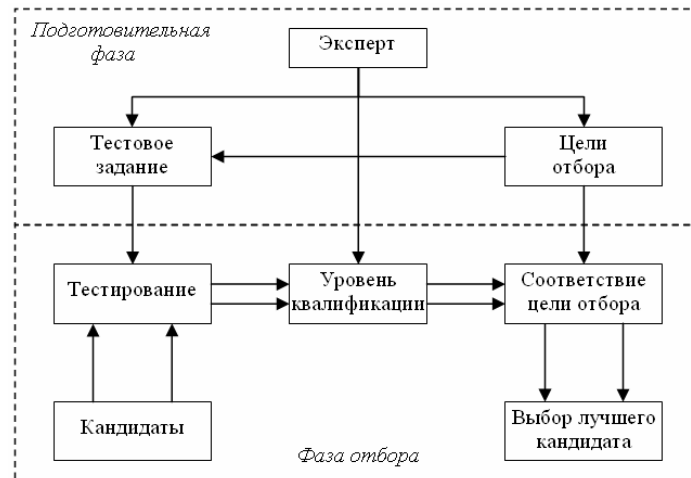 Подготовительная
фаза
Эксперт
Тестовое
задание
Цели
отбора
Тестирование
Уровень
квалификации
Соответствие
цели отбора
Кандидаты
Выбор лучшего
кандидата
Фаза отбора